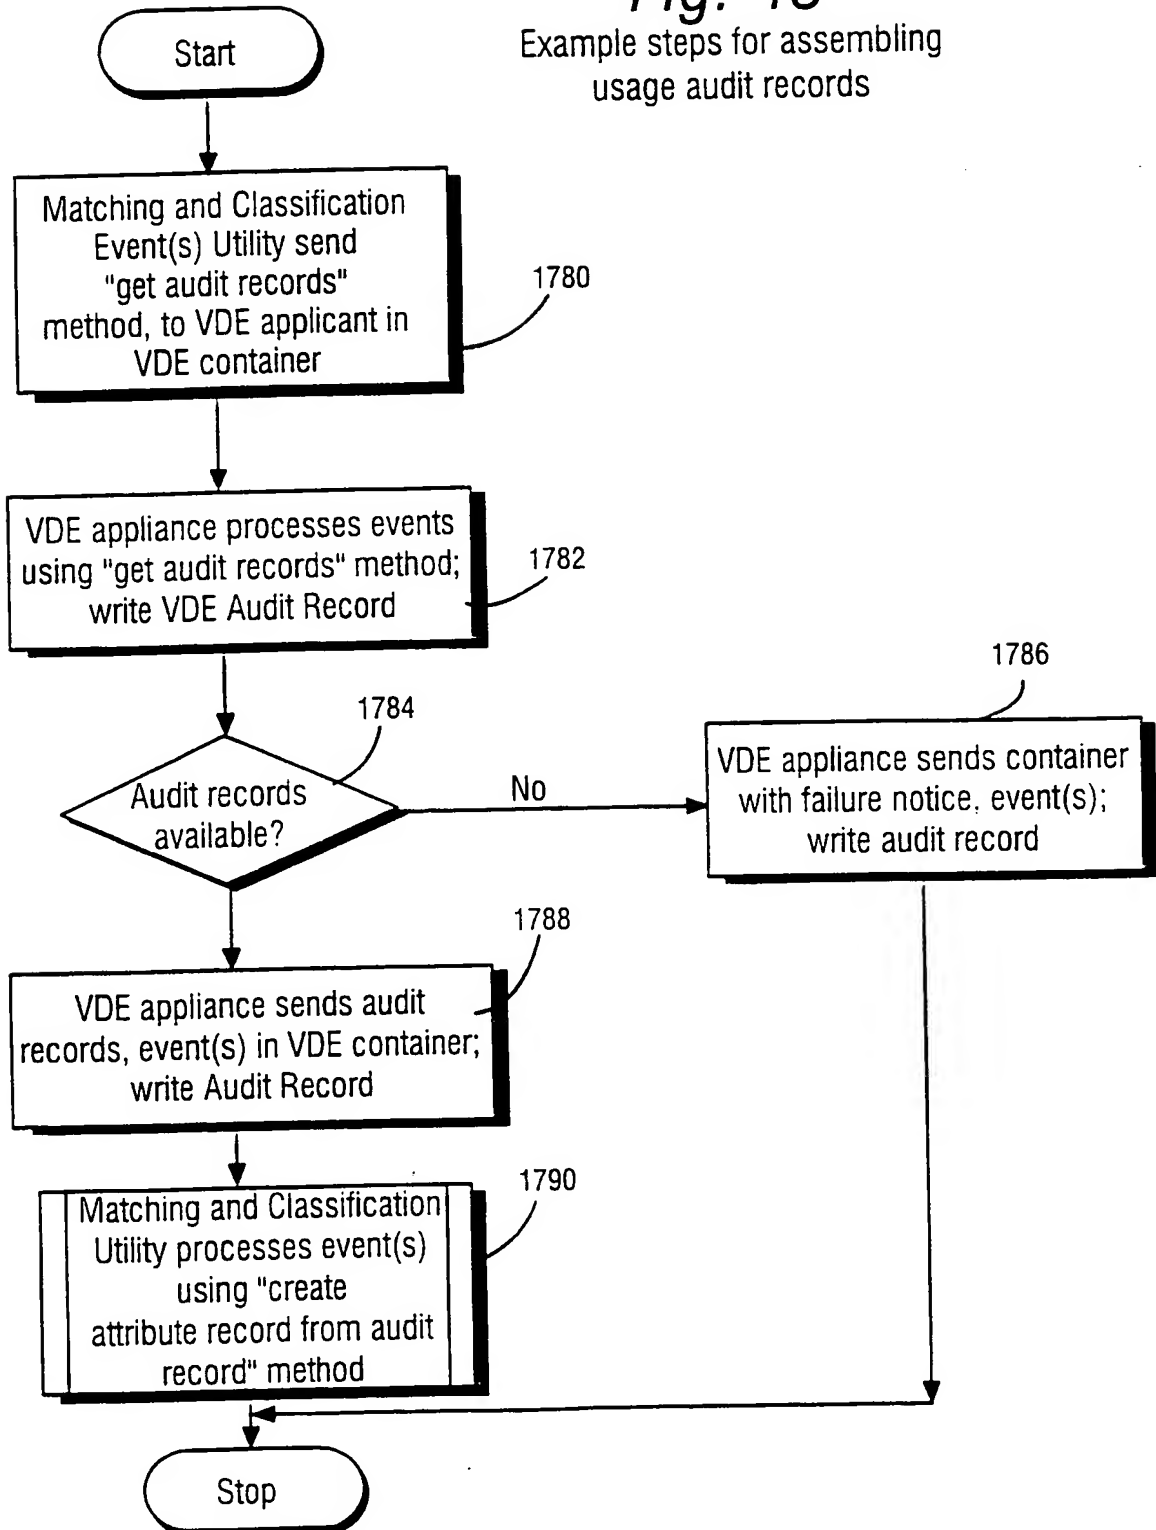 Example steps for assembling
usage audit records
Start
Matching and Classification
Event(s) Utility send
"get audit records"
method, to VDE applicant in
VDE container
1780
VDE appliance processes events
using "get audit records" method;
write VDE Audit Record
1782
Audit records
available?
1784
No
VDE appliance sends container
with failure notice, event(s);
write audit record
1786
VDE appliance sends audit
records, event(s) in VDE container;
write Audit Record
1788
Matching and Classification
Utility processes event(s)
using "create
attribute record from audit
record" method
1790
Stop